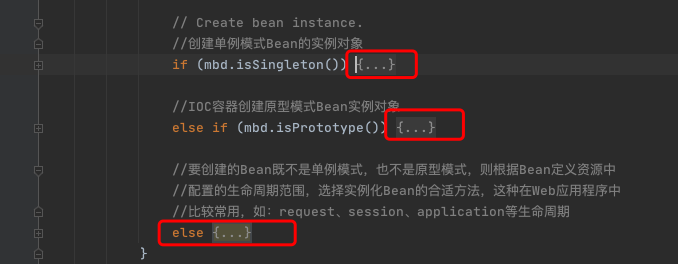 // Create bean instance.
//创建单例模式Bean的实例对象
if (mbd.isSingleton()) {...}
//IOC容器创建原型模式Bean实例对象
else if (mbd.isPrototype()) {...}
//要创建的Bean既不是单例模式，也不是原型模式，则根据Bean定义资源中
//配置的生命周期范围，选择实例化Bean的合适方法，这种在Web应用程序中
//比较常用，如：request、session、application等生命周期
else {...}
}